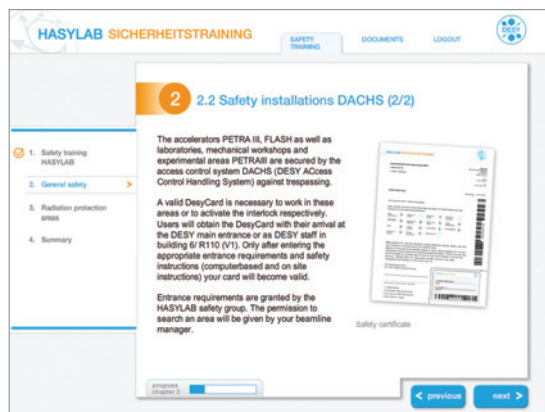 HASYLAB SICHERHEITSTRAINING
SAFETY
TRAINING
DOCUMENTS
LOGOUT
DESY
2
2.2 Safety installations DACHS (2/2)
1. Safety training
HASYLAB
2. General safety >
3. Radiation protection
areas
4. Summary
The accelerators PETRA III, FLASH as well as
laboratories, mechanical workshops and
experimental areas PETRAIII are secured by the
access control system DACHS (DESY ACcess
Control Handling System) against trespassing.
A valid DesyCard is necessary to work in these
areas or to activate the interlock respectively.
Users will obtain the DesyCard with their arrival at
the DESY main entrance or as DESY staff in
building 6/ R110 (V1). Only after entering the
appropriate entrance requirements and safety
instructions (computerbased and on site
instructions) your card will become valid.
Entrance requirements are granted by the
HASYLAB safety group. The permission to
search an area will be given by your beamline
manager.
Safety certificate
progress
chapter 2
< previous
next >